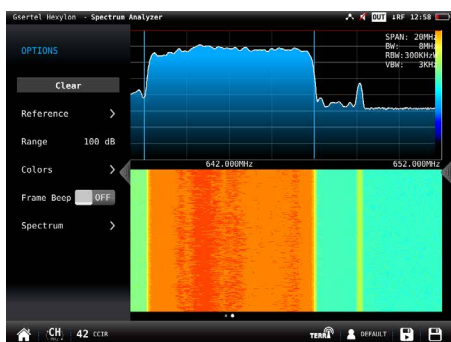 Gsertel Hexylon - Spectrum Analyzer
OUT ↓RF 12:58
OPTIONS
Clear
Reference
Range 100 dB
Colors
Frame Beep OFF
Spectrum
SPAN: 20MHz
BW: 8MHz
RBW:300KHz
VBW: 3KHz
642.000MHz 652.000MHz
CH 42 CCIR
TERR DEFAULT